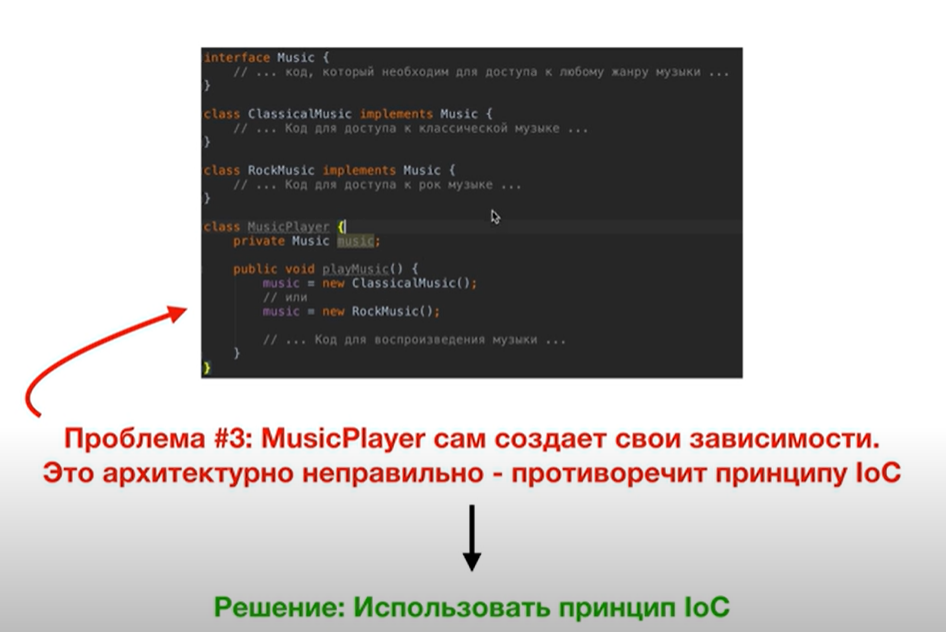 interface Music {
// ... код, который необходим для доступа к любому жанру музыки ...
}
class ClassicalMusic implements Music {
// ... Код для доступа к классической музыке ...
}
class RockMusic implements Music {
// ... Код для доступа к рок музыке ...
}
class MusicPlayer {
private Music music;
public void playMusic() {
music = new ClassicalMusic();
// или
music = new RockMusic();
// ... Код для воспроизведения музыки ...
}
}
Проблема #3: MusicPlayer сам создает свои зависимости.
Это архитектурно неправильно - противоречит принципу IoC
Решение: Использовать принцип IoC